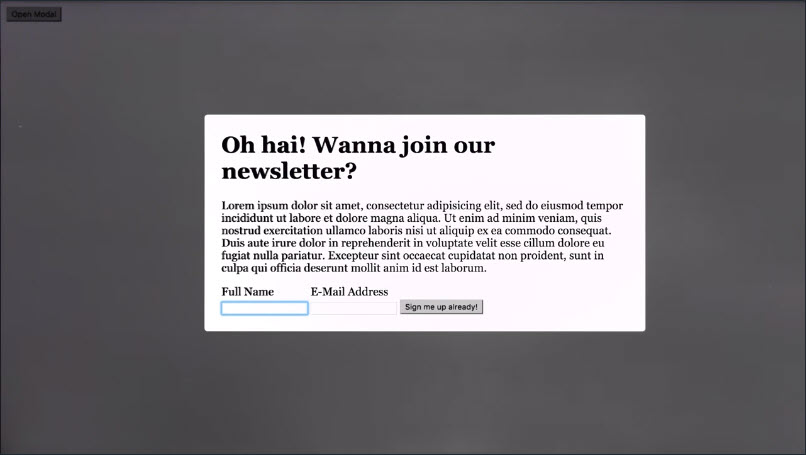 Open Modal
Oh hai! Wanna join our
newsletter?
Lorem ipsum dolor sit amet, consectetur adipisicing elit, sed do eiusmod tempor
incididunt ut labore et dolore magna aliqua. Ut enim ad minim veniam, quis
nostrud exercitation ullamco laboris nisi ut aliquip ex ea commodo consequat.
Duis aute irure dolor in reprehenderit in voluptate velit esse cillum dolore eu
fugiat nulla pariatur. Excepteur sint occaecat cupidatat non proident, sunt in
culpa qui officia deserunt mollit anim id est laborum.
Full Name E-Mail Address
Sign me up already!